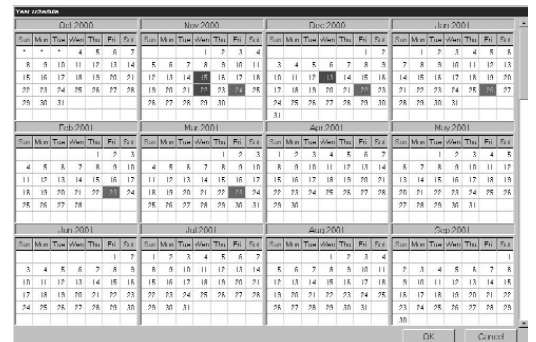 Year schedule
Oct 2000 Nov 2000 Dec 2000 Jan 2001
Sun Mon Tue Wen Thu Fri Sat Sun Mon Tue Wen Thu Fri Sat Sun Mon Tue Wen Thu Fri Sat Sun Mon Tue Wen Thu Fri Sat
* * * 4 5 6 7 1 2 3 4 1 2 1 2 3 4 5 6
8 9 10 11 12 13 14 5 6 7 8 9 10 11 3 4 5 6 7 8 9 7 8 9 10 11 12 13
15 16 17 18 19 20 21 12 13 14 15 16 17 18 10 11 12 13 14 15 16 14 15 16 17 18 19 20
22 23 24 25 26 27 28 19 20 21 22 23 24 25 17 18 19 20 21 22 23 21 22 23 24 25 26 27
29 30 31 26 27 28 29 30 24 25 26 27 28 29 30 28 29 30 31
31
Feb 2001 Mar 2001 Apr 2001 May 2001
Sun Mon Tue Wen Thu Fri Sat Sun Mon Tue Wen Thu Fri Sat Sun Mon Tue Wen Thu Fri Sat Sun Mon Tue Wen Thu Fri Sat
1 2 3 1 2 3 1 2 3 4 5 6 7 1 2 3 4 5
4 5 6 7 8 9 10 4 5 6 7 8 9 10 8 9 10 11 12 13 14 6 7 8 9 10 11 12
11 12 13 14 15 16 17 11 12 13 14 15 16 17 15 16 17 18 19 20 21 13 14 15 16 17 18 19
18 19 20 21 22 23 24 18 19 20 21 22 23 24 22 23 24 25 26 27 28 20 21 22 23 24 25 26
25 26 27 28 25 26 27 28 29 30 31 29 30 27 28 29 30 31
Jun 2001 Jul 2001 Aug 2001 Sep 2001
Sun Mon Tue Wen Thu Fri Sat Sun Mon Tue Wen Thu Fri Sat Sun Mon Tue Wen Thu Fri Sat Sun Mon Tue Wen Thu Fri Sat
1 2 1 2 3 4 5 6 7 1 2 3 4 1
3 4 5 6 7 8 9 8 9 10 11 12 13 14 5 6 7 8 9 10 11 2 3 4 5 6 7 8
10 11 12 13 14 15 16 15 16 17 18 19 20 21 12 13 14 15 16 17 18 9 10 11 12 13 14 15
17 18 19 20 21 22 23 22 23 24 25 26 27 28 19 20 21 22 23 24 25 16 17 18 19 20 21 22
24 25 26 27 28 29 30 29 30 31 26 27 28 29 30 31 23 24 25 26 27 28 29
30
OK Cancel